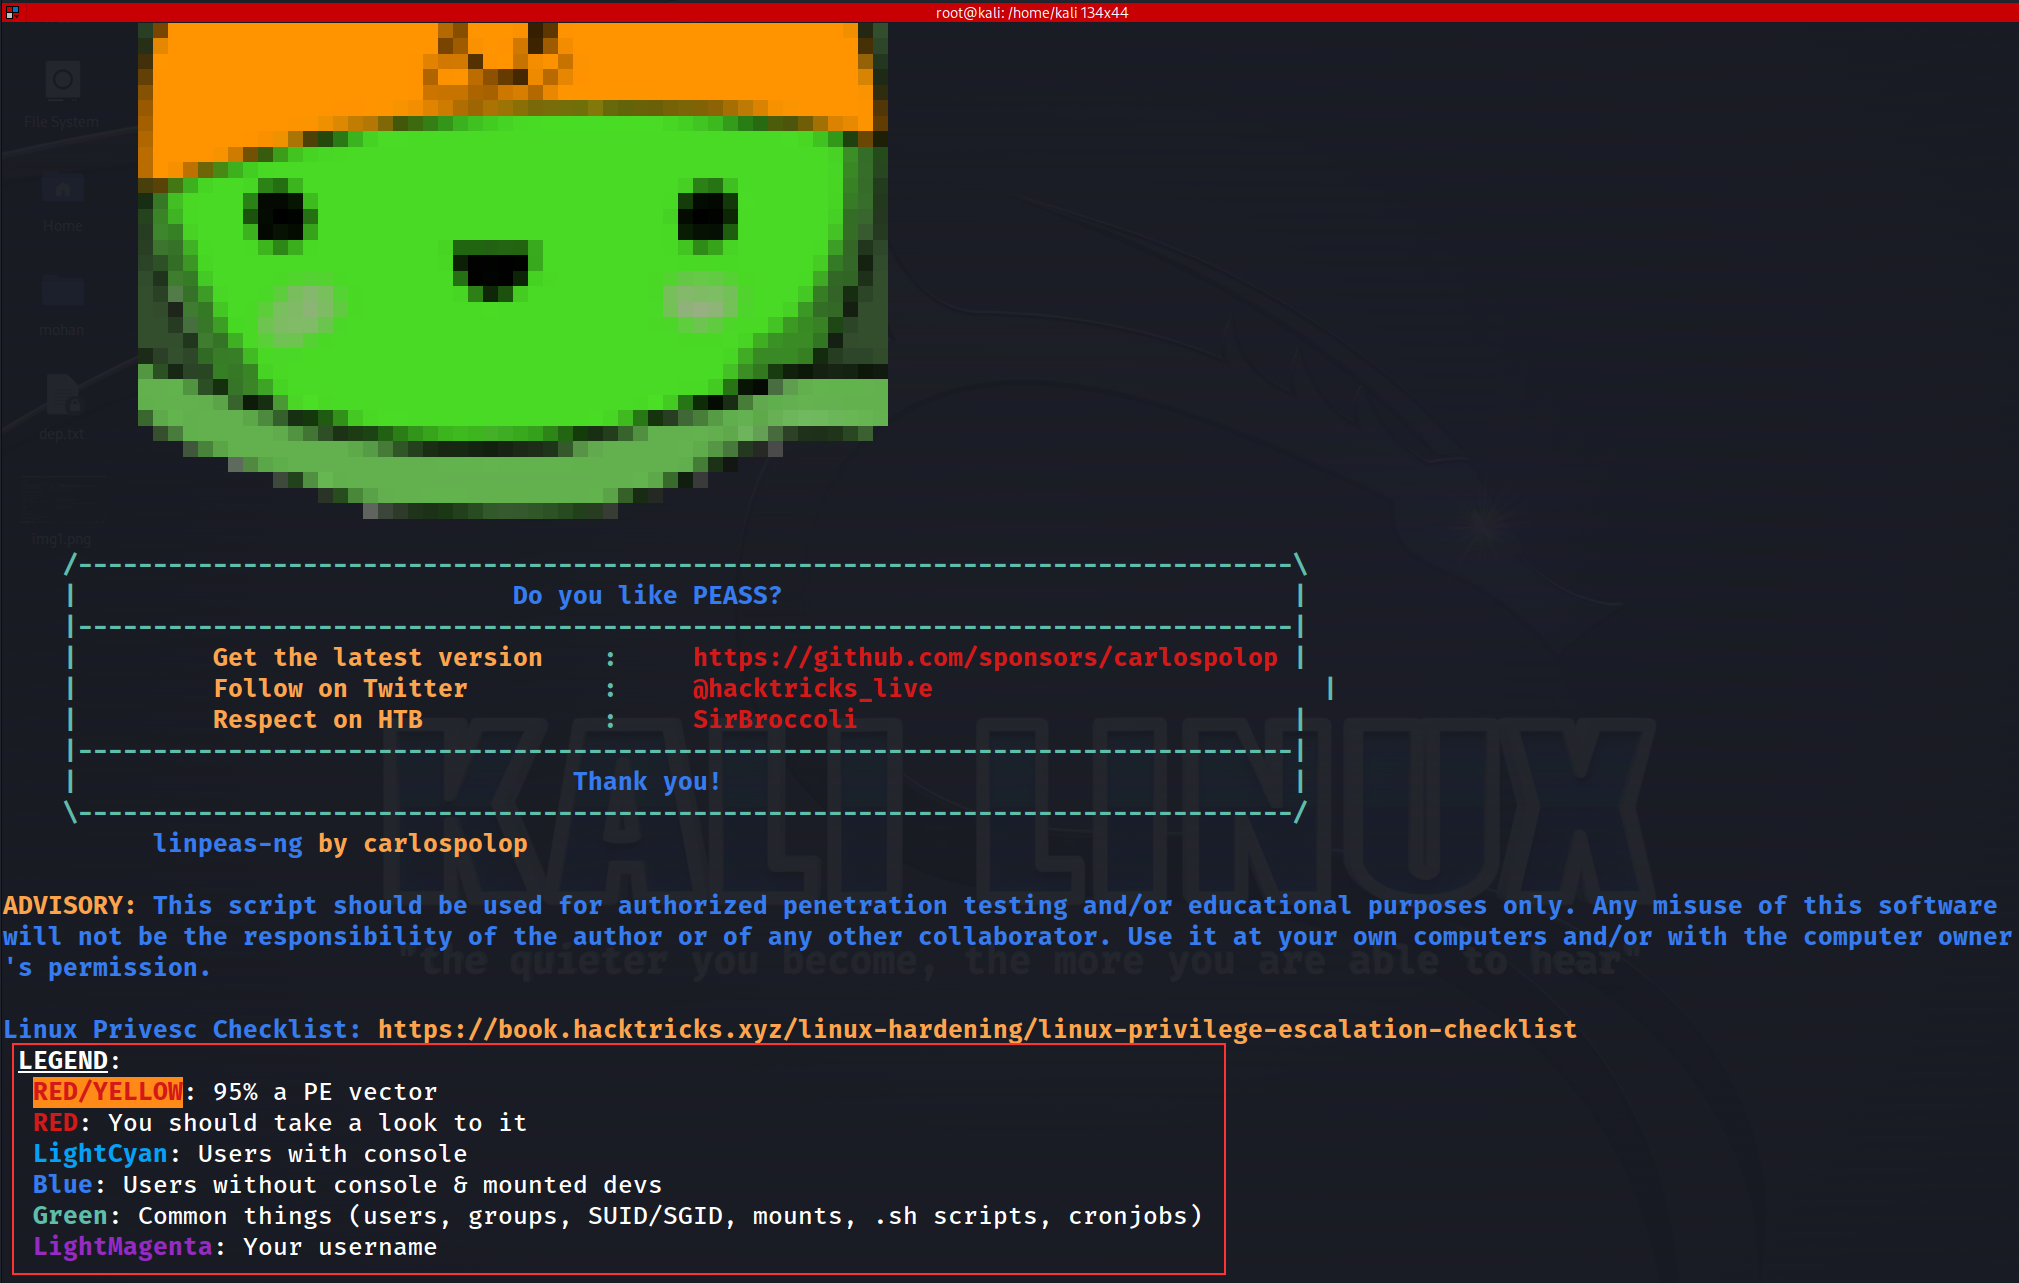 root@kali: /home/kali 134x44
File System
Home
mohan
dep.txt
img1.png
/---------------------------------------------------------------------------------\
| Do you like PEASS? |
|---------------------------------------------------------------------------------|
| Get the latest version : https://github.com/sponsors/carlospolop |
| Follow on Twitter : @hacktricks_live |
| Respect on HTB : SirBroccoli |
|---------------------------------------------------------------------------------|
| Thank you! |
\---------------------------------------------------------------------------------/
linpeas-ng by carlospolop
KALI LINUX
ADVISORY: This script should be used for authorized penetration testing and/or educational purposes only. Any misuse of this software
will not be the responsibility of the author or of any other collaborator. Use it at your own computers and/or with the computer owner
's permission.
"the quieter you become, the more you are able to hear"
Linux Privesc Checklist: https://book.hacktricks.xyz/linux-hardening/linux-privilege-escalation-checklist
LEGEND:
RED/YELLOW: 95% a PE vector
RED: You should take a look to it
LightCyan: Users with console
Blue: Users without console & mounted devs
Green: Common things (users, groups, SUID/SGID, mounts, .sh scripts, cronjobs)
LightMagenta: Your username